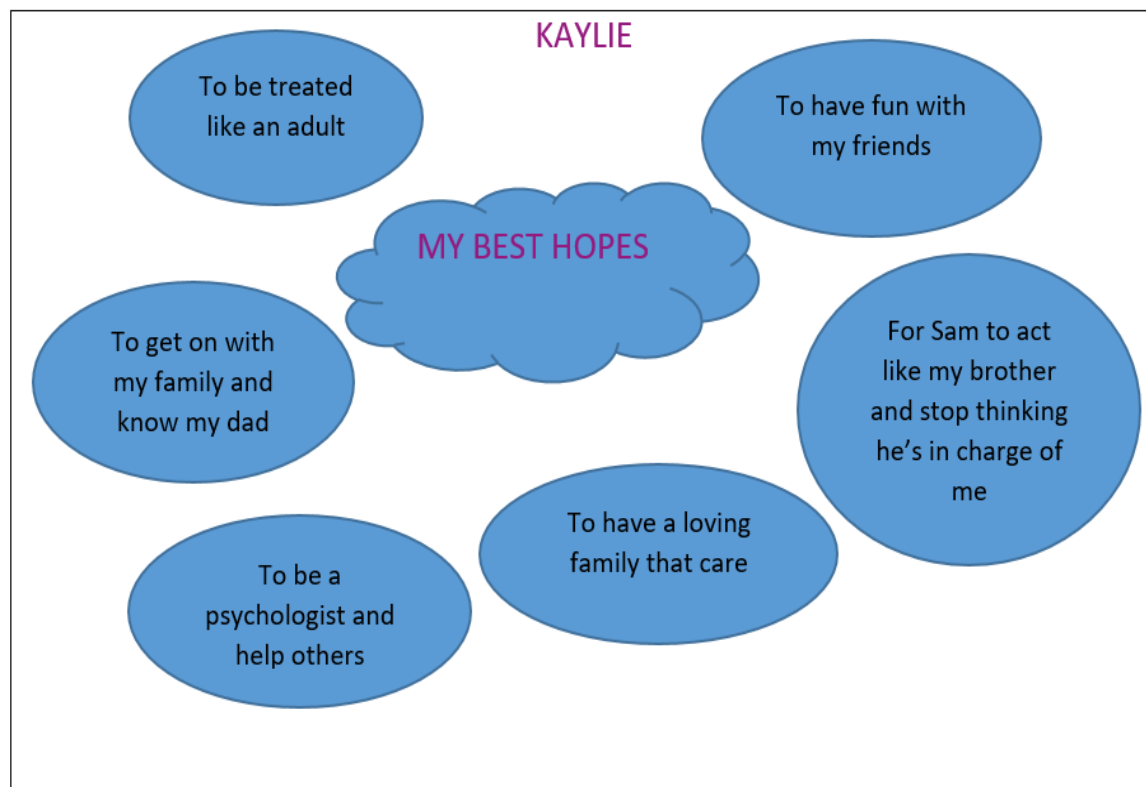 KAYLIE
To be treated
like an adult
To have fun with
my friends
MY BEST HOPES
To get on with
my family and
know my dad
For Sam to act
like my brother
and stop thinking
he’s in charge of
me
To have a loving
family that care
To be a
psychologist and
help others